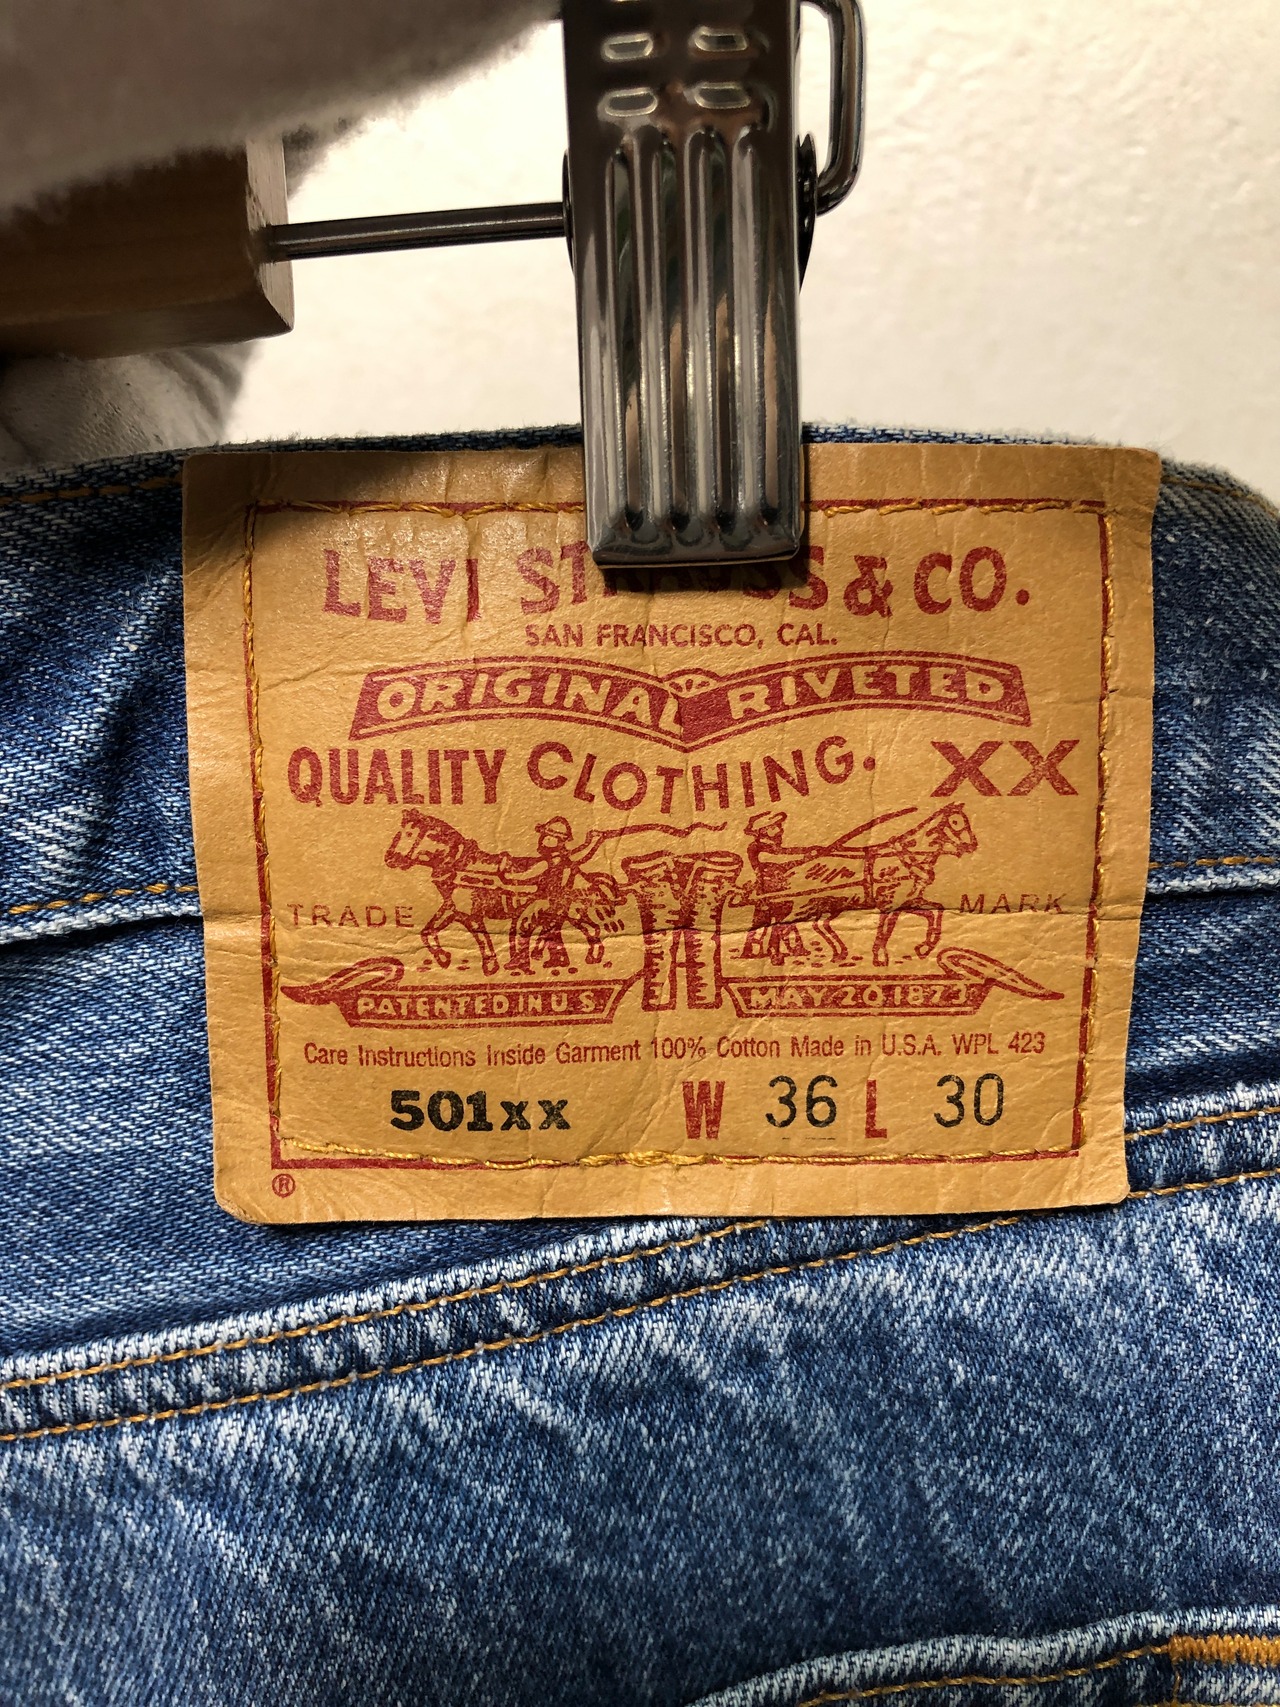 LEVI STRAUSS & CO.
SAN FRANCISCO, CAL.
ORIGINAL RIVETED
QUALITY CLOTHING. XX
TRADE MARK
PATENTED IN U.S. MAY 20 1873
Care Instructions Inside Garment 100% Cotton Made in U.S.A. WPL 423
501xx W 36 L 30
®